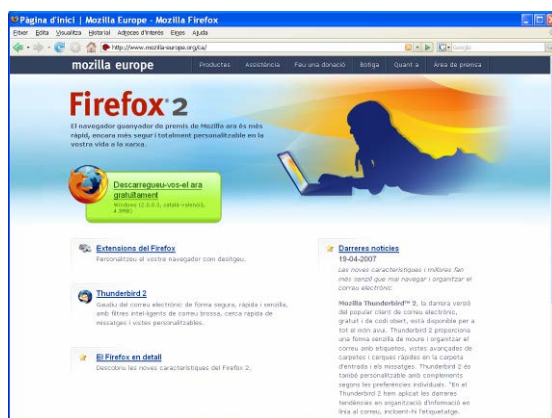 Pàgina d'inici | Mozilla Europe - Mozilla Firefox
Fitxer Edita Visualitza Historial Adreces d'interès Eines Ajuda
http://www.mozilla-europe.org/ca/
Google
mozilla europe Productes Assistència Feu una donació Botiga Quant a Àrea de premsa
Firefox 2
El navegador guanyador de premis de Mozilla ara és més
ràpid, encara més segur i totalment personalitzable en la
vostra vida a la xarxa.
Descarregueu-vos-el ara
gratuïtament
Windows (2.0.0.3, català-valencià,
4.9MB)
Extensions del Firefox
Personalitzeu el vostre navegador com desitgeu.
Thunderbird 2
Gaudiu del correu electrònic de forma segura, ràpida i senzilla,
amb filtres intel·ligents de correu brossa, cerca ràpida de
missatges i vistes personalitzables.
El Firefox en detall
Descobriu les noves característiques del Firefox 2.
Darreres notícies
19-04-2007
Les noves característiques i millores fan
més senzill que mai navegar i organitzar el
correu electrònic
Mozilla Thunderbird™ 2, la darrera versió
del popular client de correu electrònic,
gratuït i de codi obert, està disponible per a
tot el món avui. Thunderbird 2 proporciona
una forma senzilla de moure i organitzar el
correu amb etiquetes, vistes avançades de
carpetes i cerques ràpides en la carpeta
d'entrada i els missatges. Thunderbird 2 és
també personalitzable amb complements
segons les preferències individuals. "En el
Thunderbird 2 hem aplicat les darreres
tendències en organització d'informació en
línia al correu, incloent-hi l'etiquetatge,